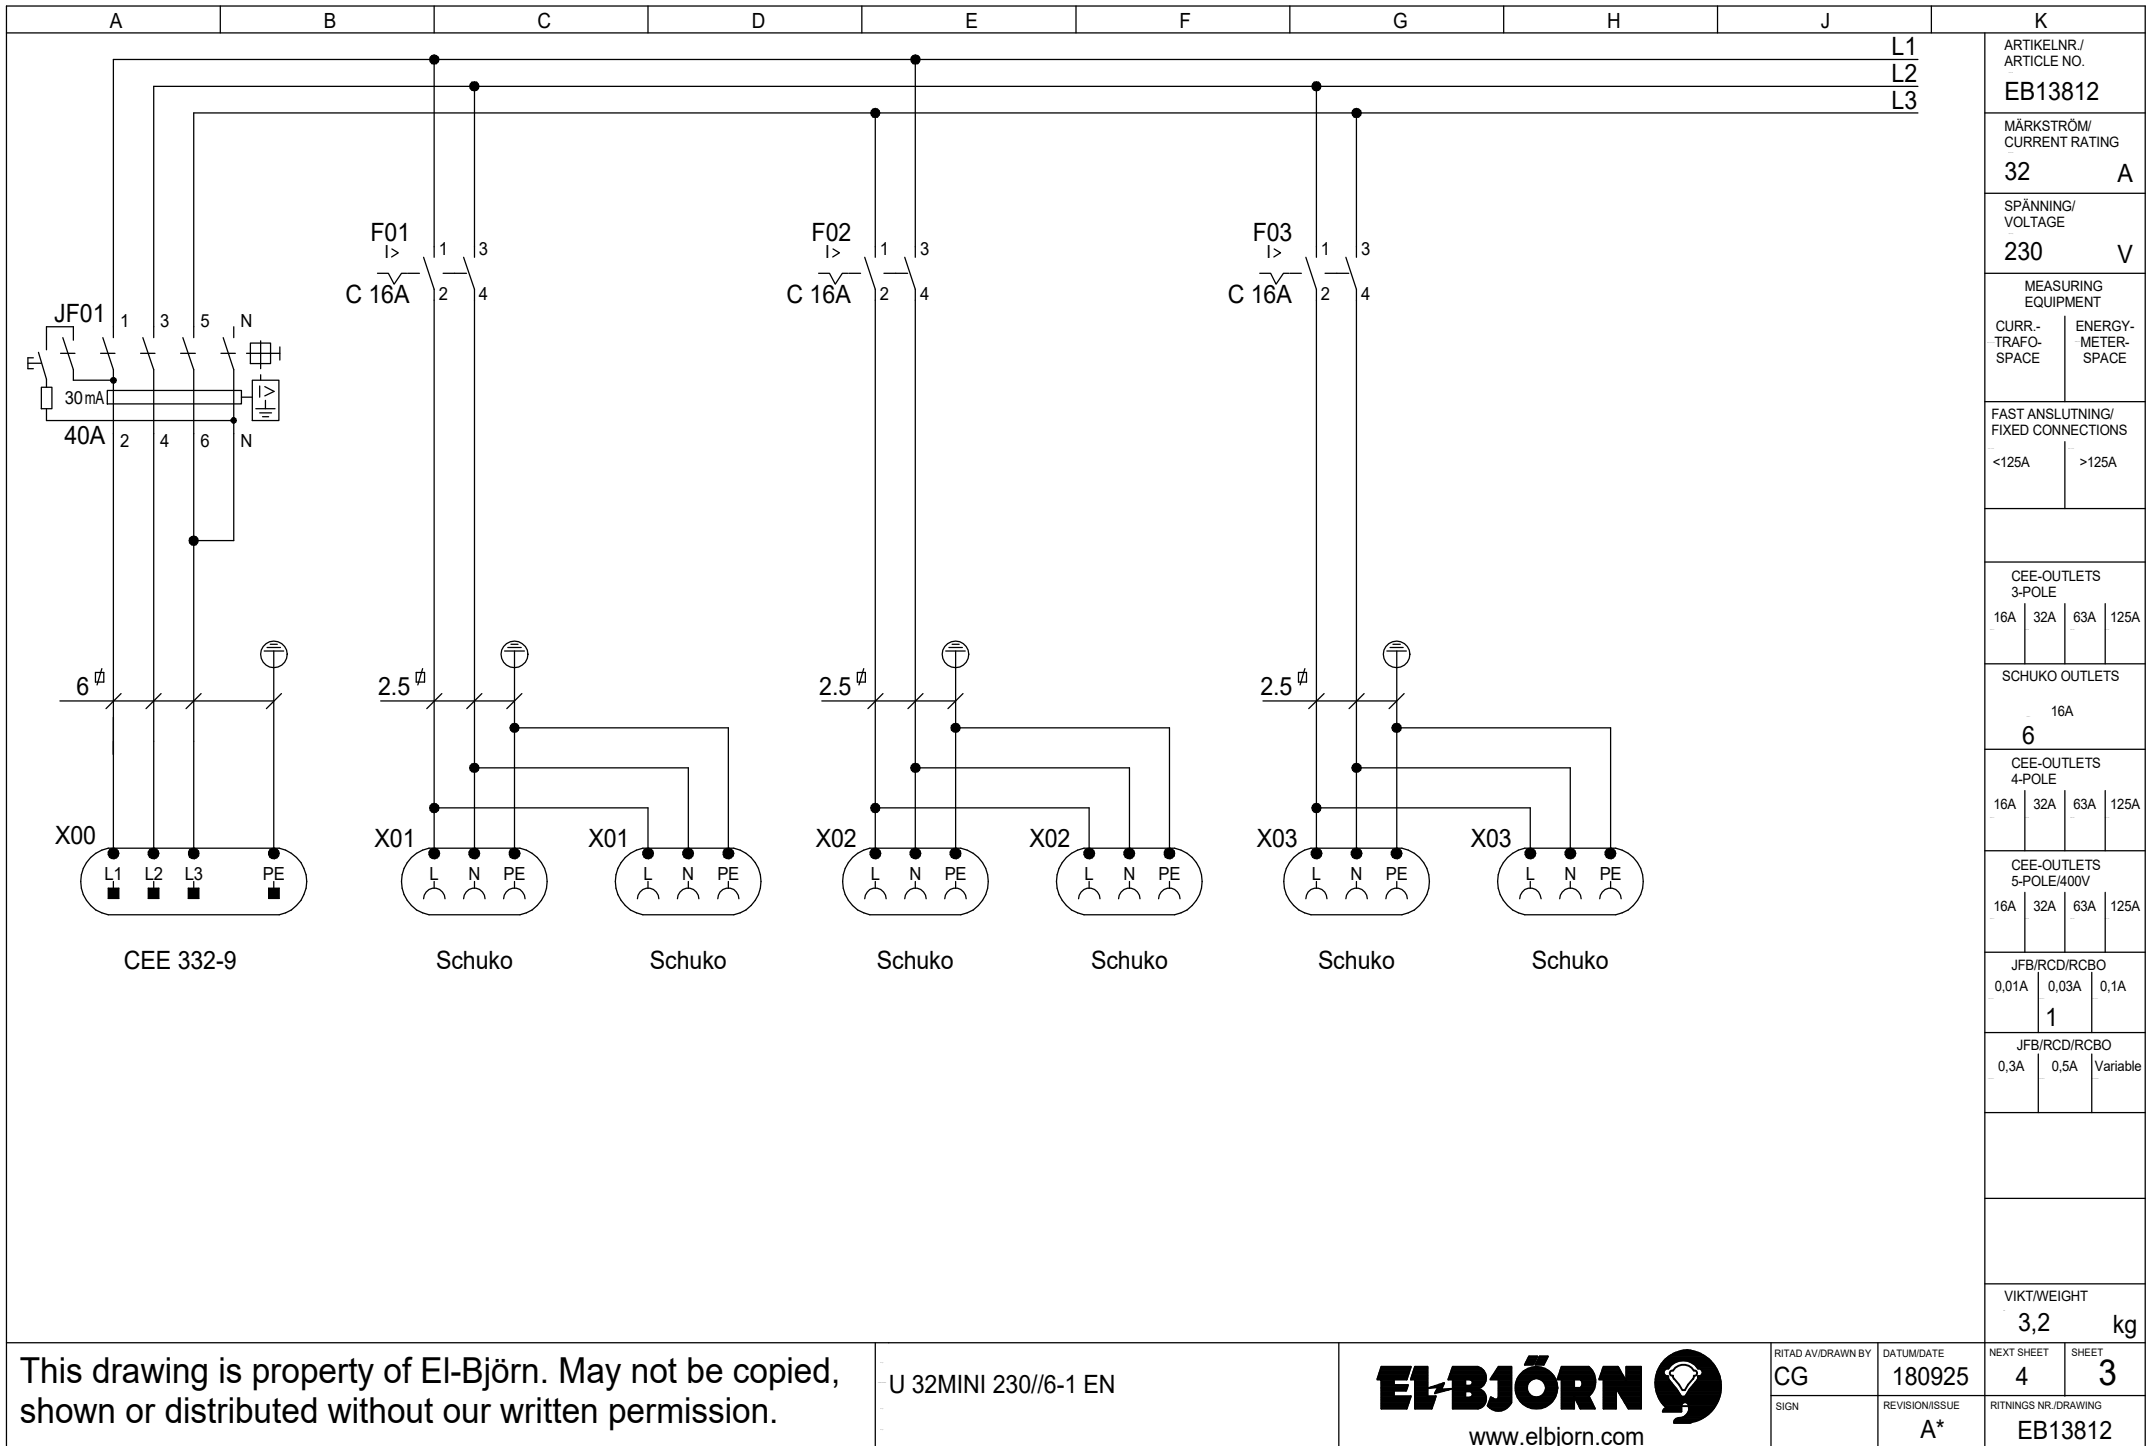 A B C D E F G H J K
L1
L2
L3
F01
I>
C 16A
1 3
2 4
F02
I>
C 16A
1 3
2 4
F03
I>
C 16A
1 3
2 4
JF01
1 3 5 N
30mA
I>
40A
2 4 6 N
6
2.5
2.5
2.5
X00
L1 L2 L3 PE
X01
L N PE
X01
L N PE
X02
L N PE
X02
L N PE
X03
L N PE
X03
L N PE
CEE 332-9
Schuko
Schuko
Schuko
Schuko
Schuko
Schuko
ARTIKELNR./
ARTICLE NO.
EB13812
MÄRKSTRÖM/
CURRENT RATING
32 A
SPÄNNING/
VOLTAGE
230 V
MEASURING
EQUIPMENT
CURR.-
TRAFO-
SPACE
ENERGY-
METER-
SPACE
FAST ANSLUTNING/
FIXED CONNECTIONS
<125A >125A
CEE-OUTLETS
3-POLE
16A 32A 63A 125A
SCHUKO OUTLETS
16A
6
CEE-OUTLETS
4-POLE
16A 32A 63A 125A
CEE-OUTLETS
5-POLE/400V
16A 32A 63A 125A
JFB/RCD/RCBO
0,01A 0,03A 0,1A
1
JFB/RCD/RCBO
0,3A 0,5A Variable
VIKT/WEIGHT
3,2 kg
This drawing is property of El-Björn. May not be copied,
shown or distributed without our written permission.
U 32MINI 230//6-1 EN
EL-BJÖRN
www.elbjorn.com
RITAD AV/DRAWN BY
CG
DATUM/DATE
180925
NEXT SHEET
4
SHEET
3
SIGN
REVISION/ISSUE
A*
RITNINGS NR./DRAWING
EB13812